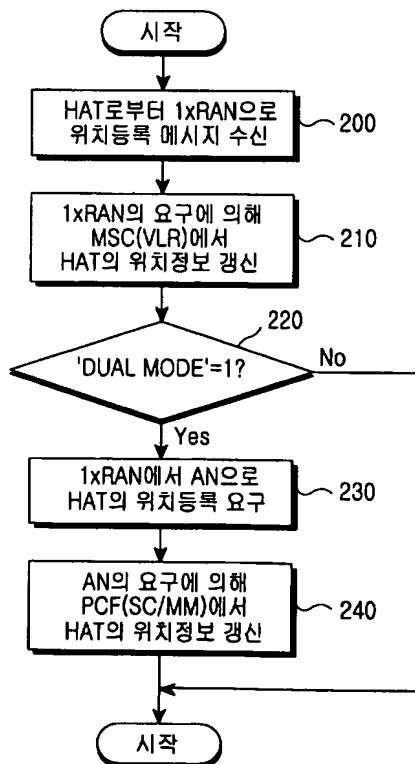 시작
HAT로부터 1xRAN으로
위치등록 메시지 수신
200
1xRAN의 요구에 의해
MSC(VLR)에서
HAT의 위치정보 갱신
210
220
'DUAL MODE'=1?
No
Yes
1xRAN에서 AN으로
HAT의 위치등록 요구
230
AN의 요구에 의해
PCF(SC/MM)에서
HAT의 위치정보 갱신
240
시작